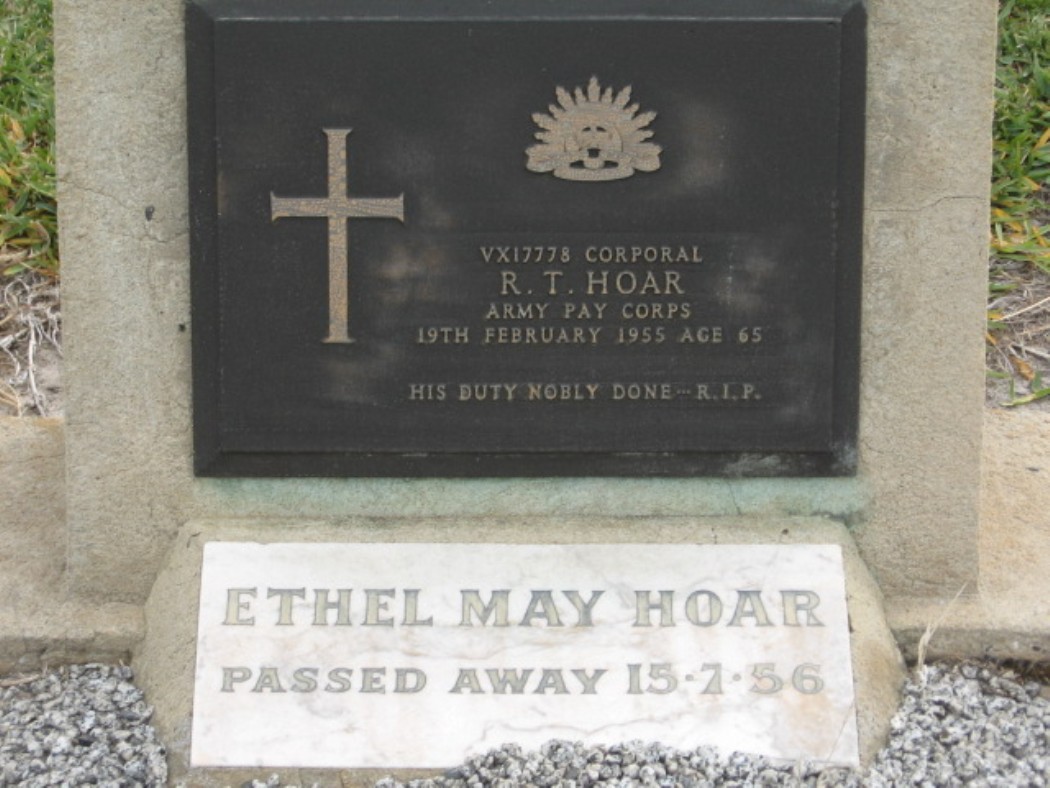 VX17778 CORPORAL
R. T. HOAR
ARMY PAY CORPS
19TH FEBRUARY 1955 AGE 65
HIS DUTY NOBLY DONE ... R.I.P.
ETHEL MAY HOAR
PASSED AWAY 15·7·56